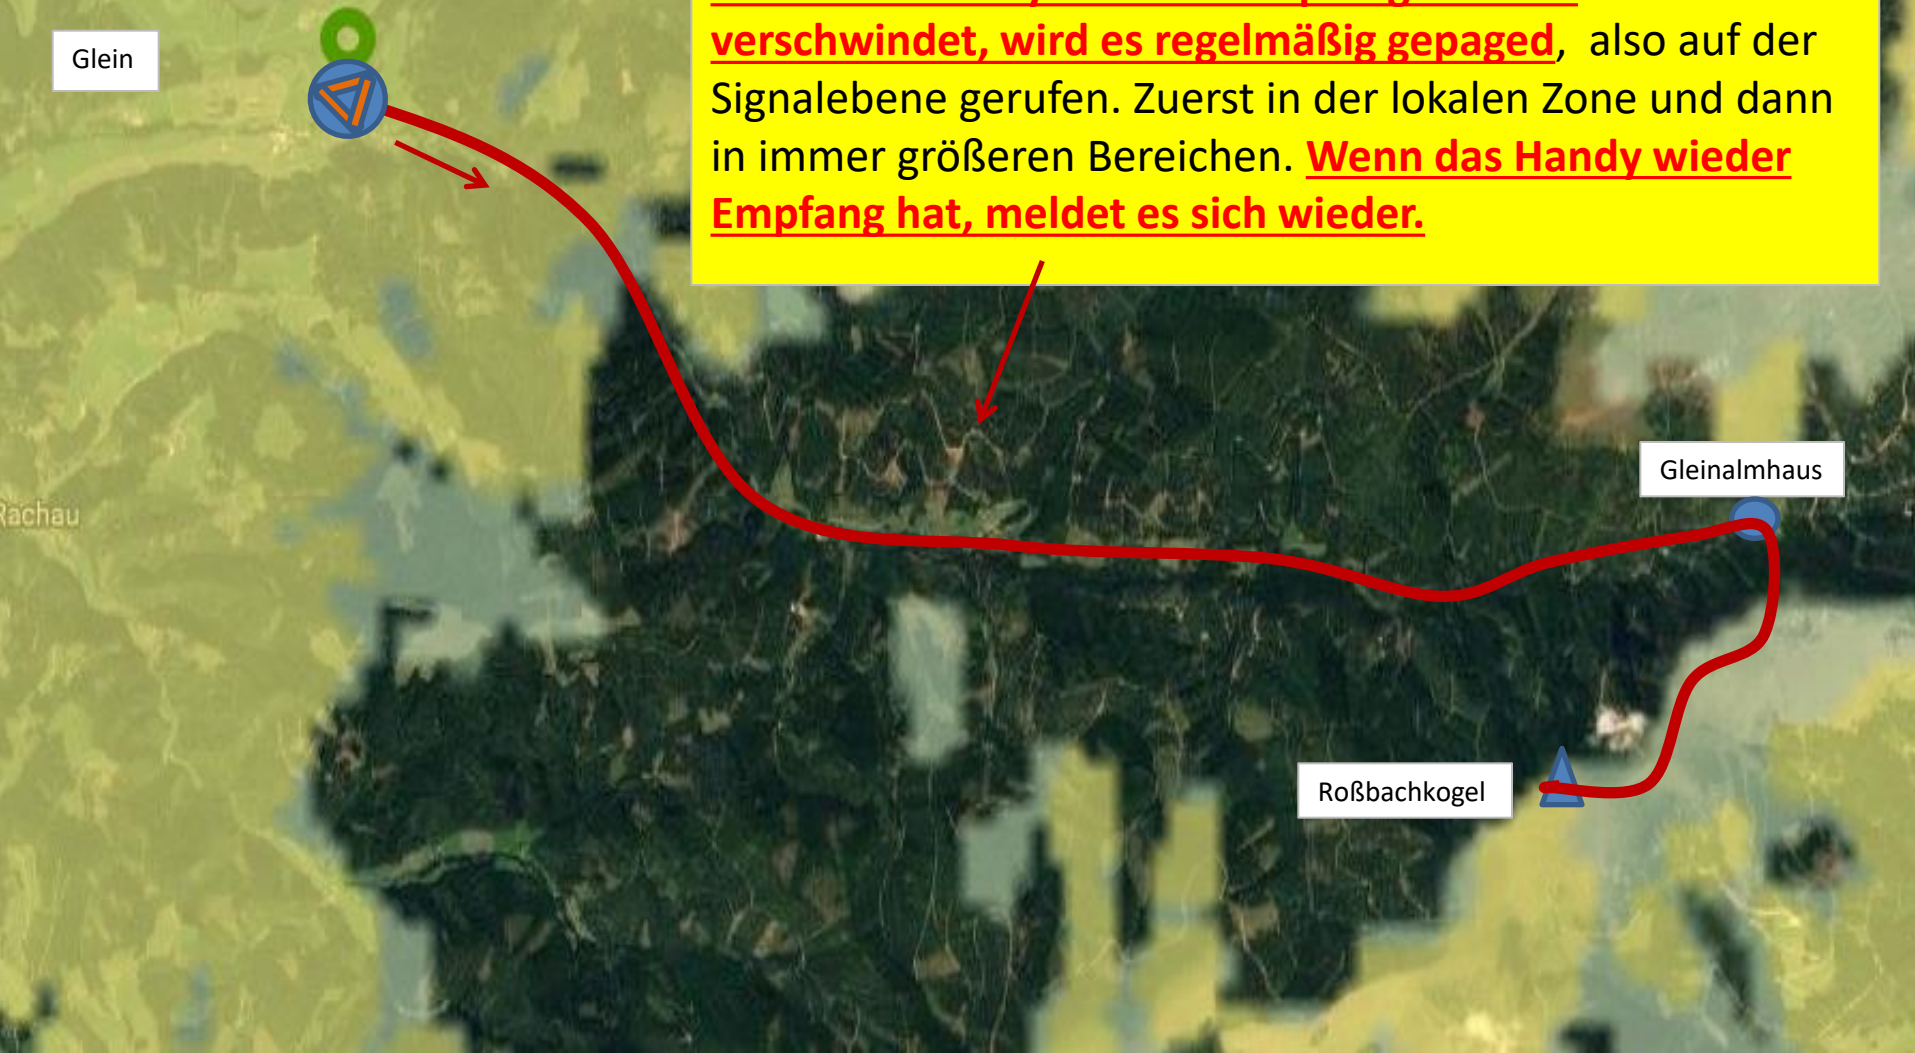 Glein
verschwindet, wird es regelmäßig gepaged, also auf der
Signalebene gerufen. Zuerst in der lokalen Zone und dann
in immer größeren Bereichen. Wenn das Handy wieder
Empfang hat, meldet es sich wieder.
Gleinalmhaus
Rachau
Roßbachkogel